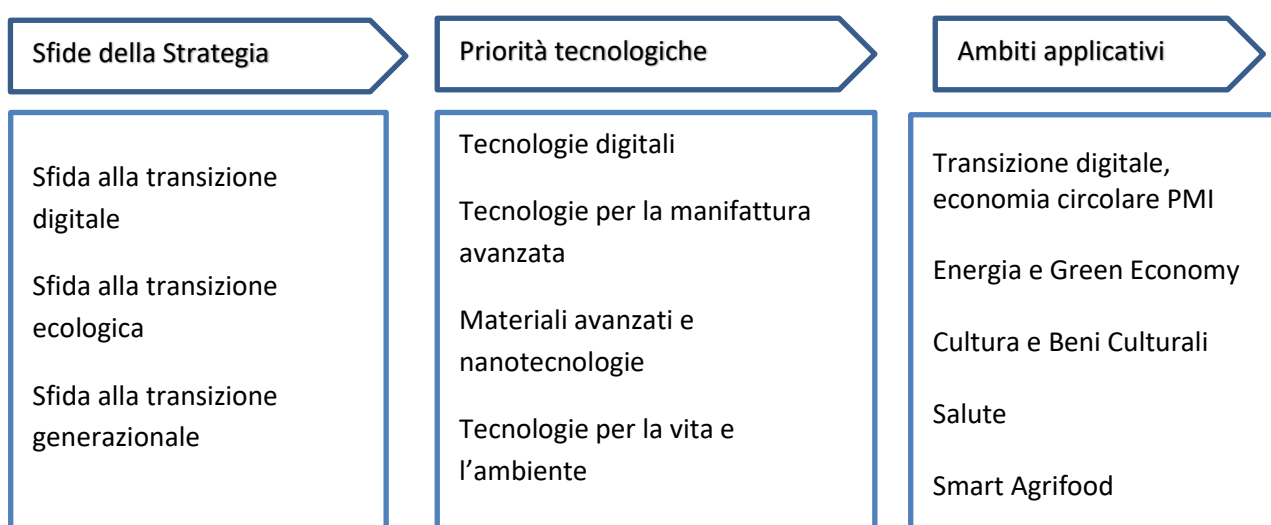 Sfide della Strategia
Priorità tecnologiche
Ambiti applicativi
Sfida alla transizione
digitale
Sfida alla transizione
ecologica
Sfida alla transizione
generazionale
Tecnologie digitali
Tecnologie per la manifattura
avanzata
Materiali avanzati e
nanotecnologie
Tecnologie per la vita e
l’ambiente
Transizione digitale,
economia circolare PMI
Energia e Green Economy
Cultura e Beni Culturali
Salute
Smart Agrifood